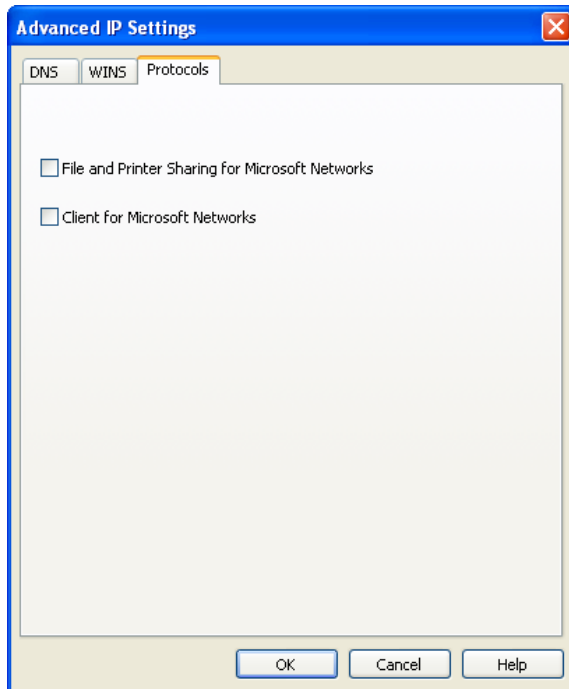 Advanced IP Settings
DNS WINS Protocols
File and Printer Sharing for Microsoft Networks
Client for Microsoft Networks
OK Cancel Help